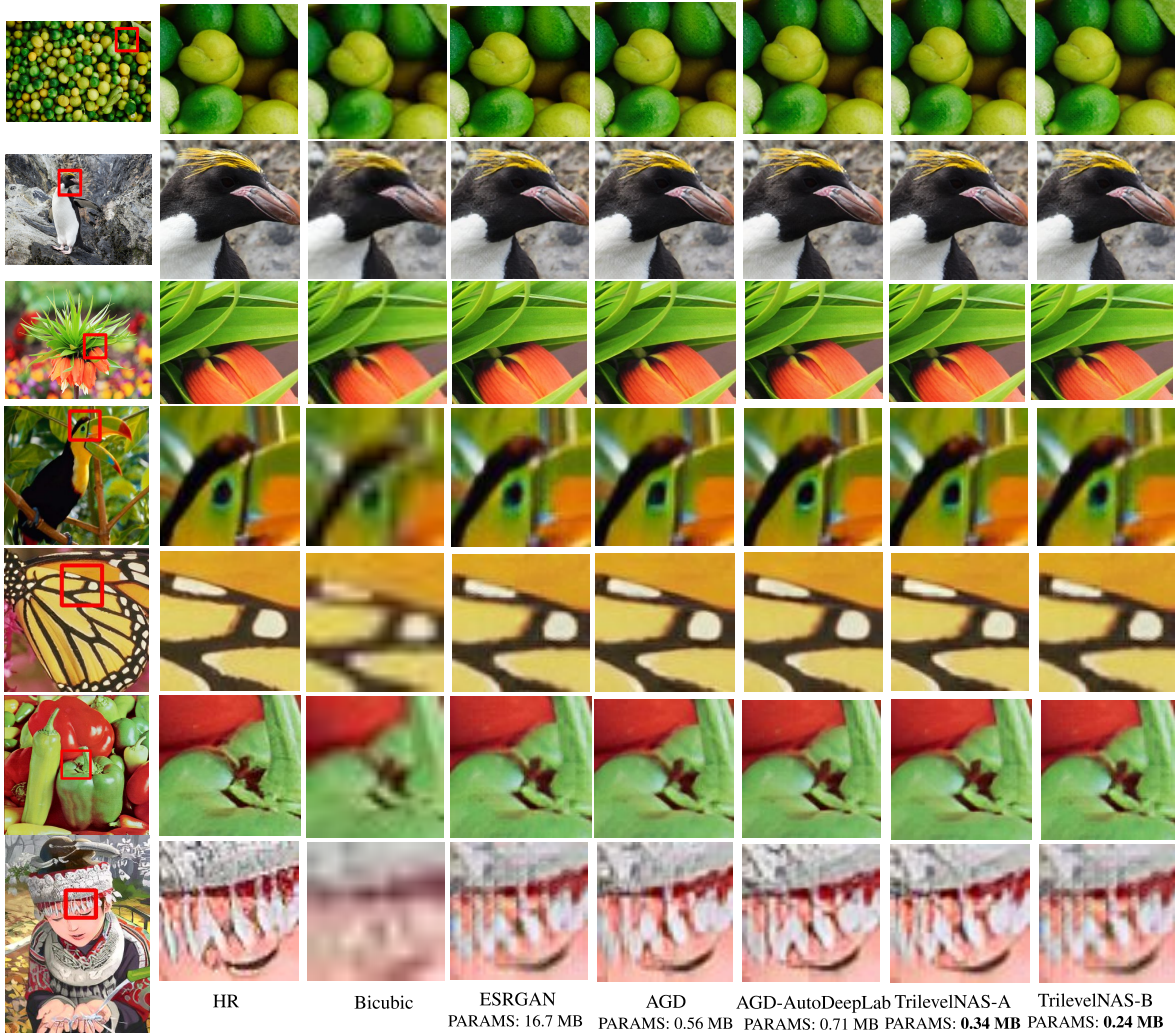 HR Bicubic ESRGAN AGD AGD-AutoDeepLab TrilevelNAS-A TrilevelNAS-B
PARAMS: 16.7 MB PARAMS: 0.56 MB PARAMS: 0.71 MB PARAMS: 0.34 MB PARAMS: 0.24 MB